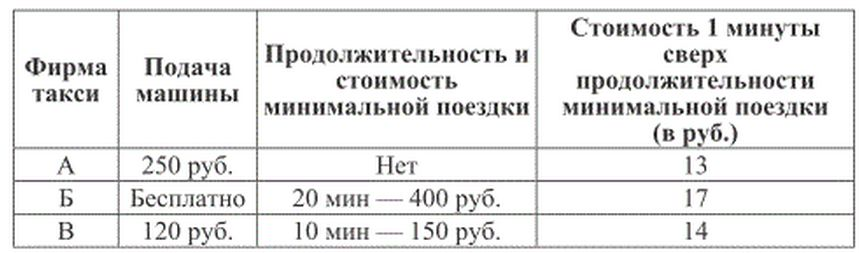 Фирма такси
Подача машины
Продолжительность и стоимость минимальной поездки
Стоимость 1 минуты сверх продолжительности минимальной поездки (в руб.)
А 250 руб. Нет 13
Б Бесплатно 20 мин — 400 руб. 17
В 120 руб. 10 мин — 150 руб. 14